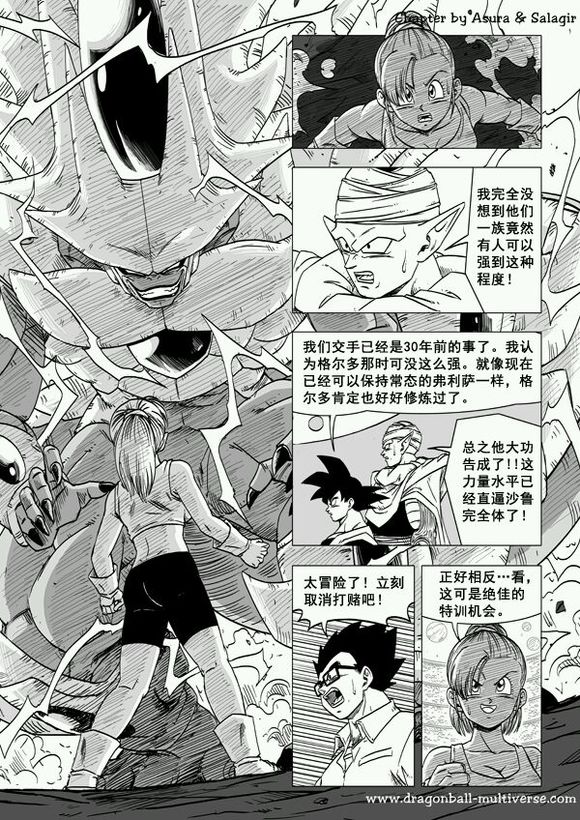 Chapter by Asura & Salagir
我完全没
想到他们
一族竟然
有人可以
强到这种
程度！
我们交手已经是30年前的事了。我认
为格尔多那时可没这么强。就像现在
已经可以保持常态的弗利萨一样，格
尔多肯定也好好修炼过了。
总之他大功
告成了!!这
力量水平已
经直逼沙鲁
完全体了！
太冒险了！立刻
取消打赌吧！
正好相反…看，
这可是绝佳的
特训机会。
www.dragonball-multiverse.com